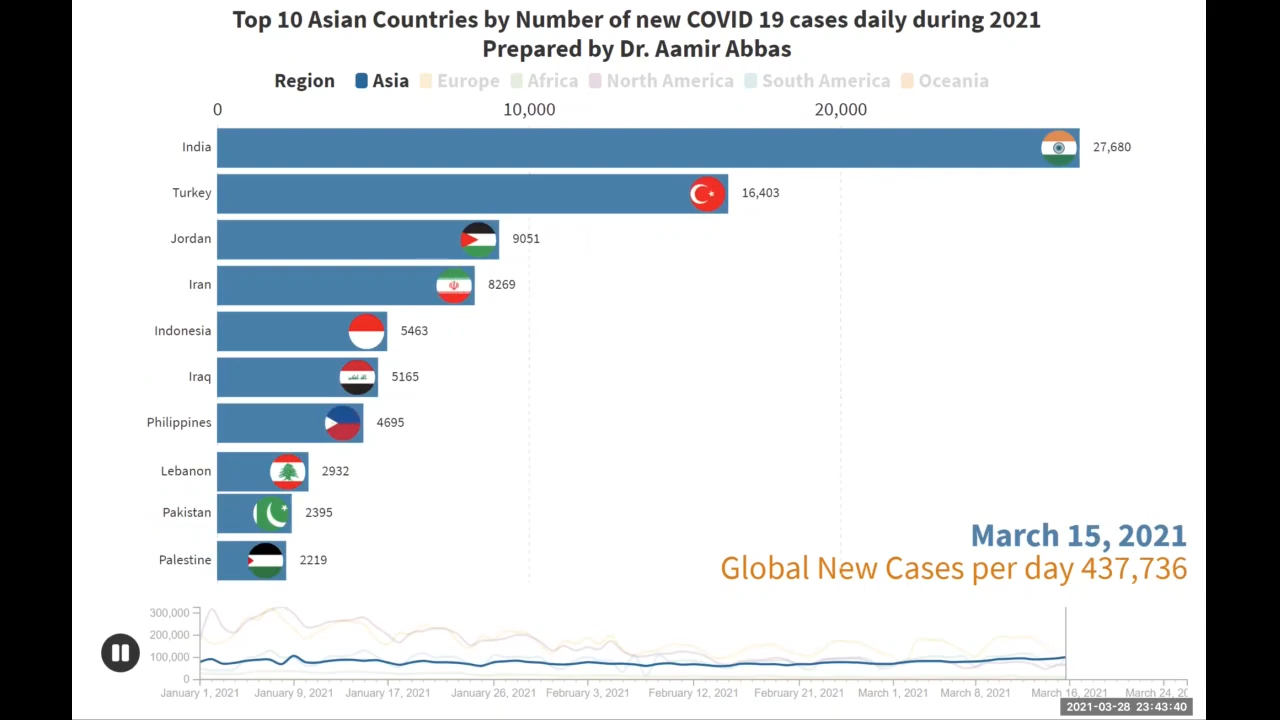 Top 10 Asian Countries by Number of new COVID 19 cases daily during 2021
Prepared by Dr. Aamir Abbas
Region Asia Europe Africa North America South America Oceania
0 10,000 20,000
India 27,680
Turkey 16,403
Jordan 9051
Iran 8269
Indonesia 5463
Iraq 5165
Philippines 4695
Lebanon 2932
Pakistan 2395
Palestine 2219
March 15, 2021
Global New Cases per day 437,736
300,000
200,000
100,000
0
January 1, 2021 January 9, 2021 January 17, 2021 January 26, 2021 February 3, 2021 February 12, 2021 February 21, 2021 March 1, 2021 March 8, 2021 March 16, 2021 March 24, 20
2021-03-28 23:43:40